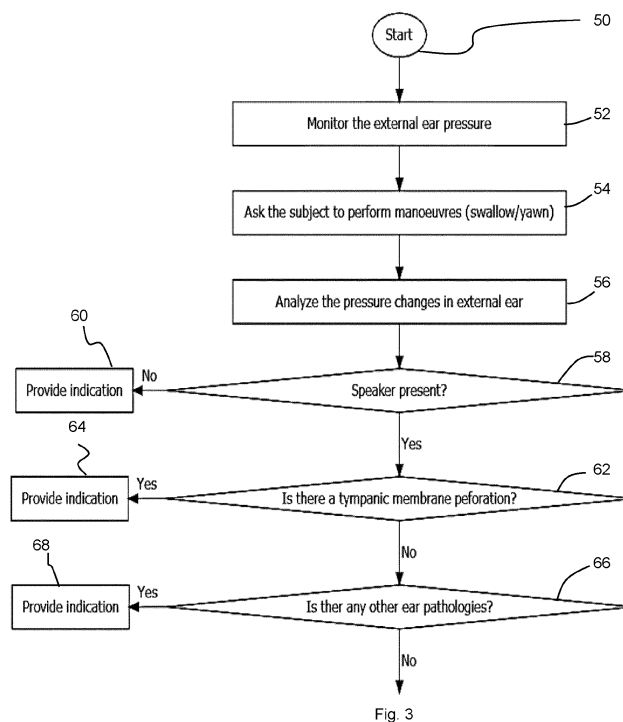 50
Start
52
Monitor the external ear pressure
54
Ask the subject to perform manoeuvres (swallow/yawn)
56
Analyze the pressure changes in external ear
60
58
Provide indication
No
Speaker present?
64
Yes
62
Provide indication
Yes
Is there a tympanic membrane peforation?
68
No
66
Provide indication
Yes
Is ther any other ear pathologies?
No
Fig. 3